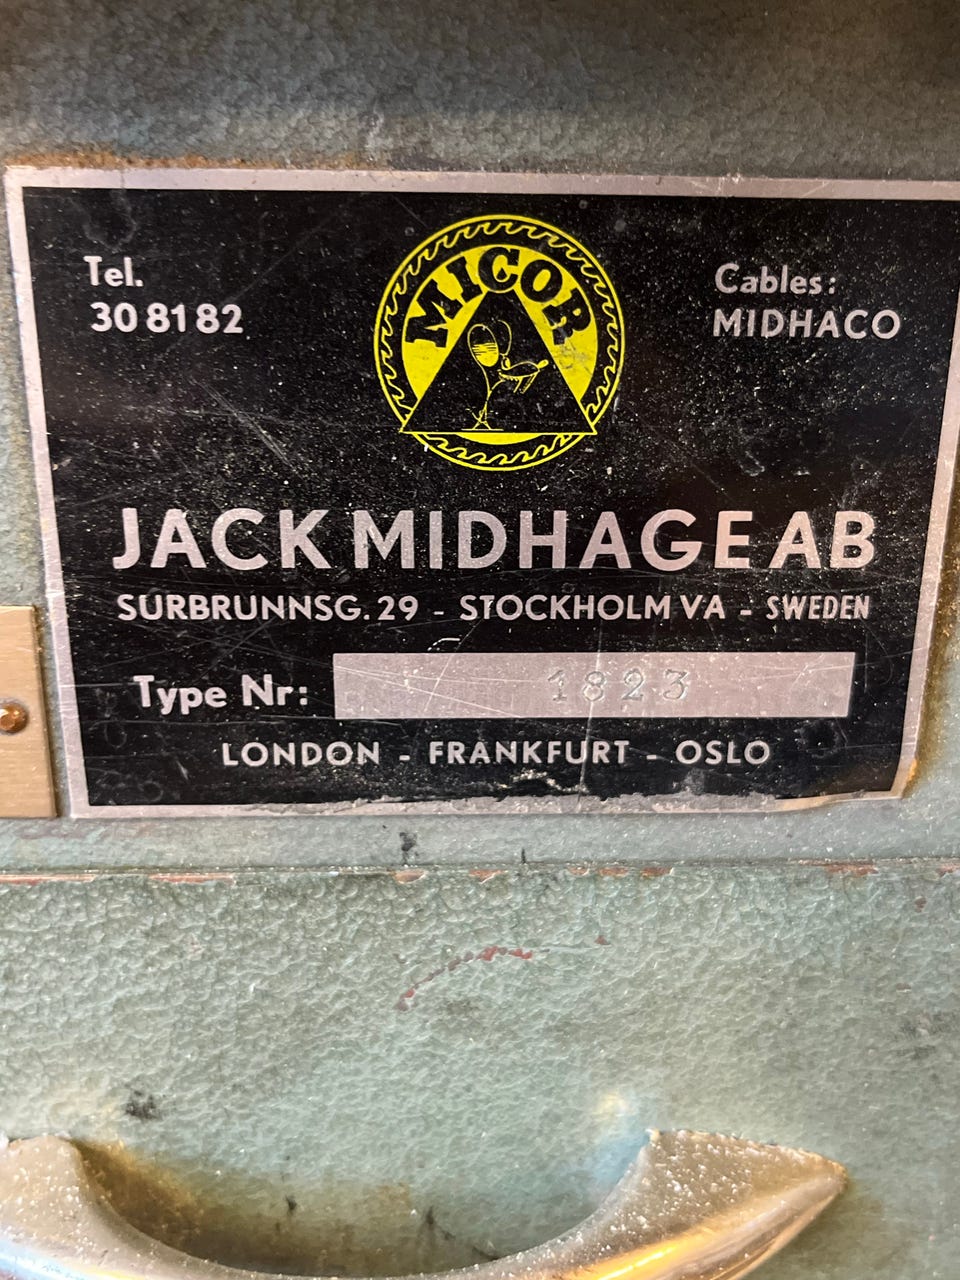 MICOR
Tel.
30 81 82
Cables:
MIDHACO
JACK MIDHAGE AB
SURBRUNNSG. 29 - STOCKHOLM VA - SWEDEN
Type Nr: 1823
LONDON - FRANKFURT - OSLO